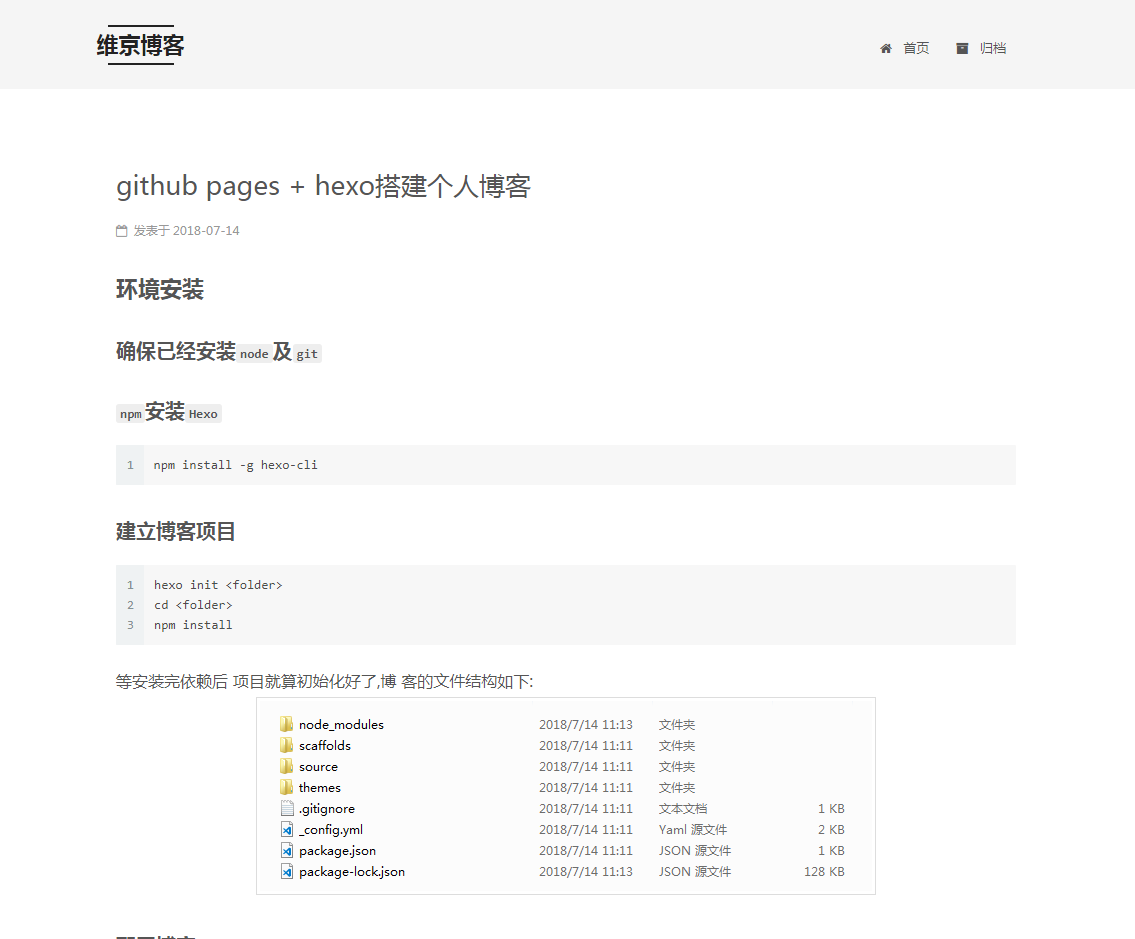 维京博客
首页 归档
github pages + hexo搭建个人博客
发表于 2018-07-14
环境安装
确保已经安装node及git
npm安装Hexo
1 npm install -g hexo-cli
建立博客项目
1 hexo init <folder>
2 cd <folder>
3 npm install
等安装完依赖后 项目就算初始化好了,博 客的文件结构如下:
node_modules 2018/7/14 11:13 文件夹
scaffolds 2018/7/14 11:11 文件夹
source 2018/7/14 11:11 文件夹
themes 2018/7/14 11:11 文件夹
.gitignore 2018/7/14 11:11 文本文档 1 KB
_config.yml 2018/7/14 11:11 Yaml 源文件 2 KB
package.json 2018/7/14 11:11 JSON 源文件 1 KB
package-lock.json 2018/7/14 11:13 JSON 源文件 128 KB